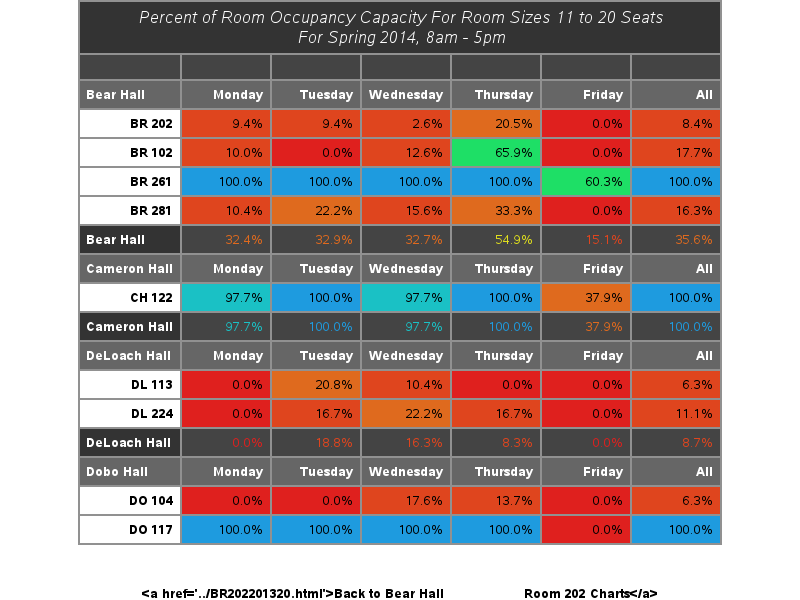 Percent of Room Occupancy Capacity For Room Sizes 11 to 20 Seats
For Spring 2014, 8am - 5pm
Bear Hall Monday Tuesday Wednesday Thursday Friday All
BR 202 9.4% 9.4% 2.6% 20.5% 0.0% 8.4%
BR 102 10.0% 0.0% 12.6% 65.9% 0.0% 17.7%
BR 261 100.0% 100.0% 100.0% 100.0% 60.3% 100.0%
BR 281 10.4% 22.2% 15.6% 33.3% 0.0% 16.3%
Bear Hall 32.4% 32.9% 32.7% 54.9% 15.1% 35.6%
Cameron Hall Monday Tuesday Wednesday Thursday Friday All
CH 122 97.7% 100.0% 97.7% 100.0% 37.9% 100.0%
Cameron Hall 97.7% 100.0% 97.7% 100.0% 37.9% 100.0%
DeLoach Hall Monday Tuesday Wednesday Thursday Friday All
DL 113 0.0% 20.8% 10.4% 0.0% 0.0% 6.3%
DL 224 0.0% 16.7% 22.2% 16.7% 0.0% 11.1%
DeLoach Hall 0.0% 18.8% 16.3% 8.3% 0.0% 8.7%
Dobo Hall Monday Tuesday Wednesday Thursday Friday All
DO 104 0.0% 0.0% 17.6% 13.7% 0.0% 6.3%
DO 117 100.0% 100.0% 100.0% 100.0% 0.0% 100.0%
<a href='../BR202201320.html'>Back to Bear Hall Room 202 Charts</a>